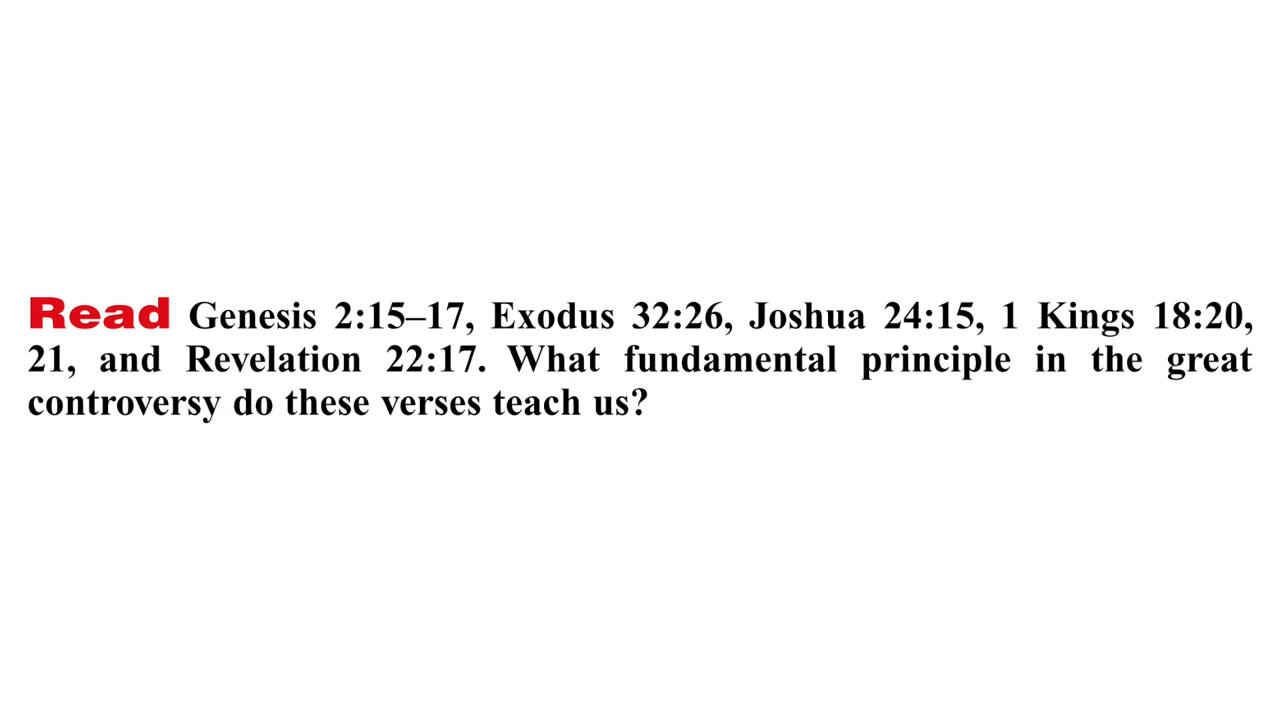 Read Genesis 2:15–17, Exodus 32:26, Joshua 24:15, 1 Kings 18:20,
21, and Revelation 22:17. What fundamental principle in the great
controversy do these verses teach us?